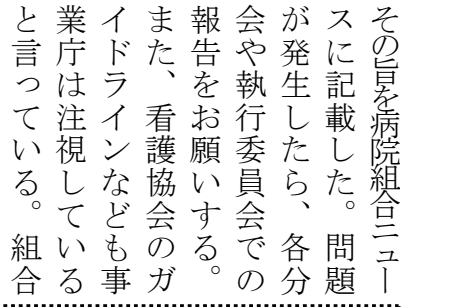 その旨を病院組合ニュー
スに記載した。問題
が発生したら、各分
会や執行委員会での
報告をお願いする。
また、看護協会のガ
イドラインなども事
業庁は注視している
と言っている。組合